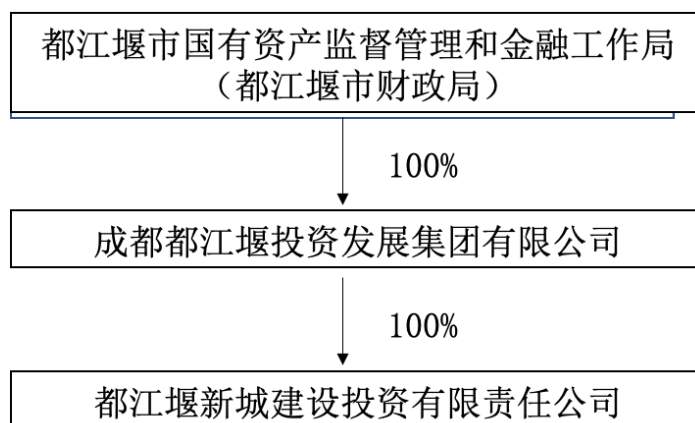 都江堰市国有资产监督管理和金融工作局
（都江堰市财政局）
100%
成都都江堰投资发展集团有限公司
100%
都江堰新城建设投资有限责任公司